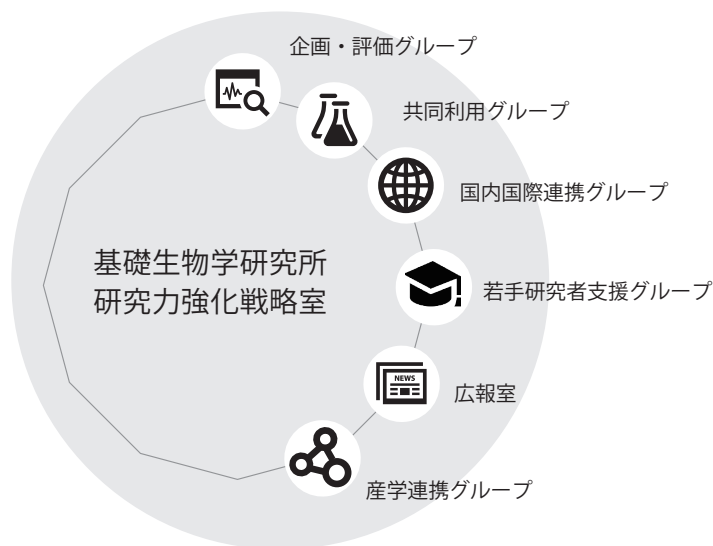 企画・評価グループ
共同利用グループ
国内国際連携グループ
基礎生物学研究所
研究力強化戦略室
若手研究者支援グループ
NEWS
広報室
産学連携グループ